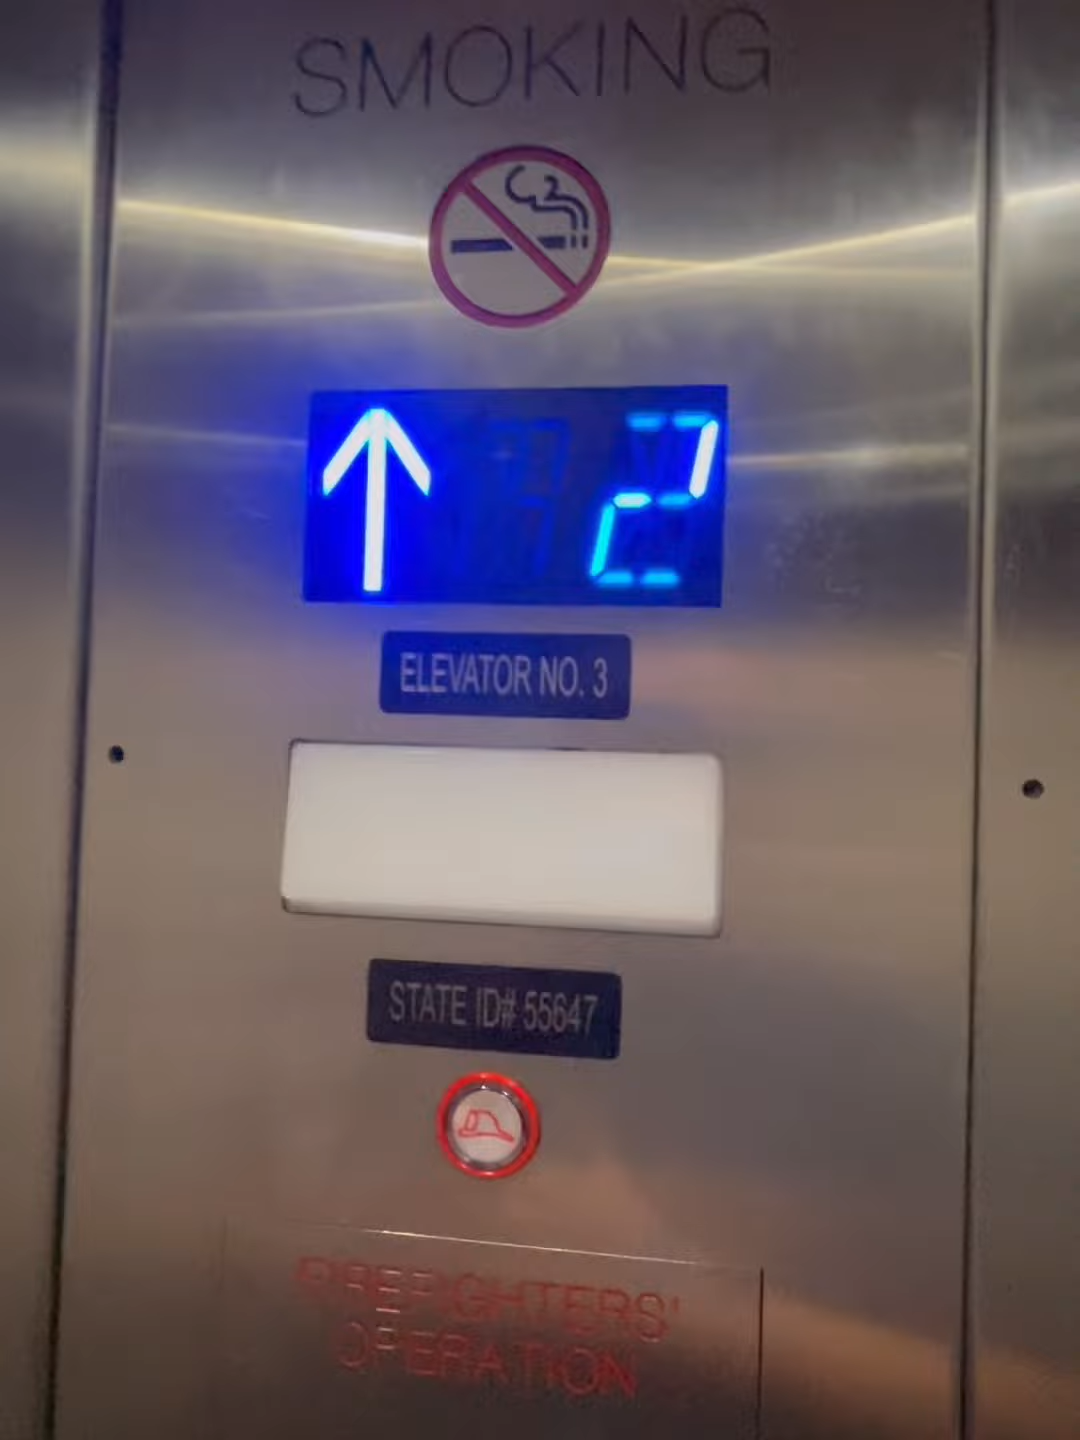 SMOKING
2
ELEVATOR NO. 3
STATE ID# 55647
FIREFIGHTERS'
OPERATION